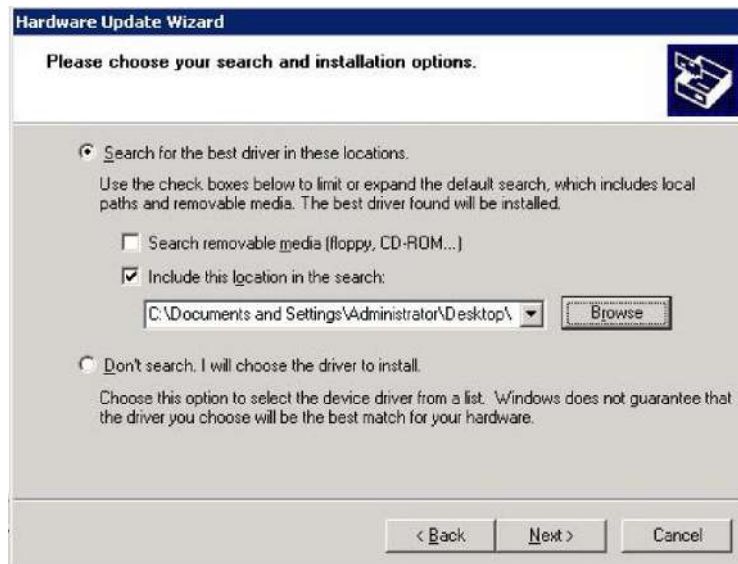 Hardware Update Wizard
Please choose your search and installation options.
Search for the best driver in these locations.
Use the check boxes below to limit or expand the default search, which includes local
paths and removable media. The best driver found will be installed.
Search removable media (floppy, CD-ROM...)
Include this location in the search:
C:\Documents and Settings\Administrator\Desktop\
Browse
Don't search. I will choose the driver to install.
Choose this option to select the device driver from a list. Windows does not guarantee that
the driver you choose will be the best match for your hardware.
< Back
Next >
Cancel